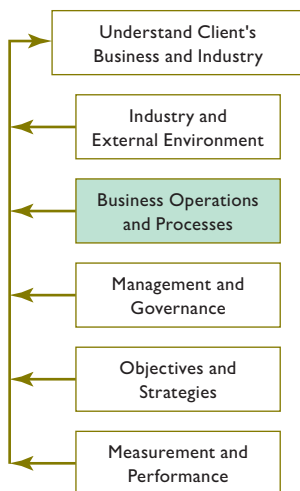 Understand Client's
Business and Industry
Industry and
External Environment
Business Operations
and Processes
Management and
Governance
Objectives and
Strategies
Measurement and
Performance